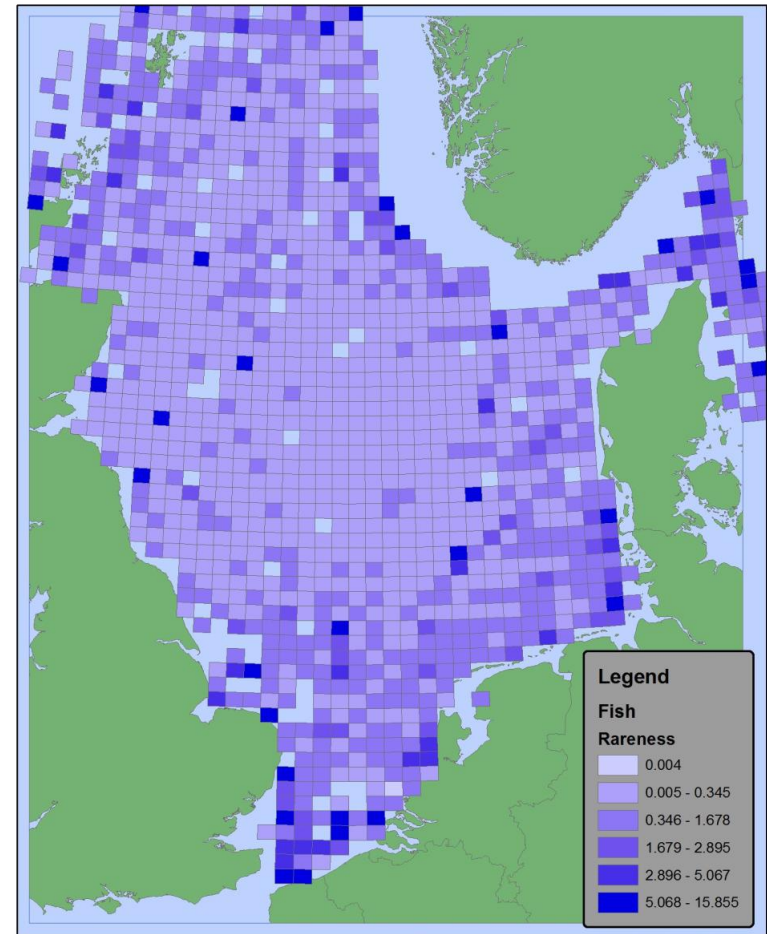 Legend
Fish
Rareness
0.004
0.005 - 0.345
0.346 - 1.678
1.679 - 2.895
2.896 - 5.067
5.068 - 15.855